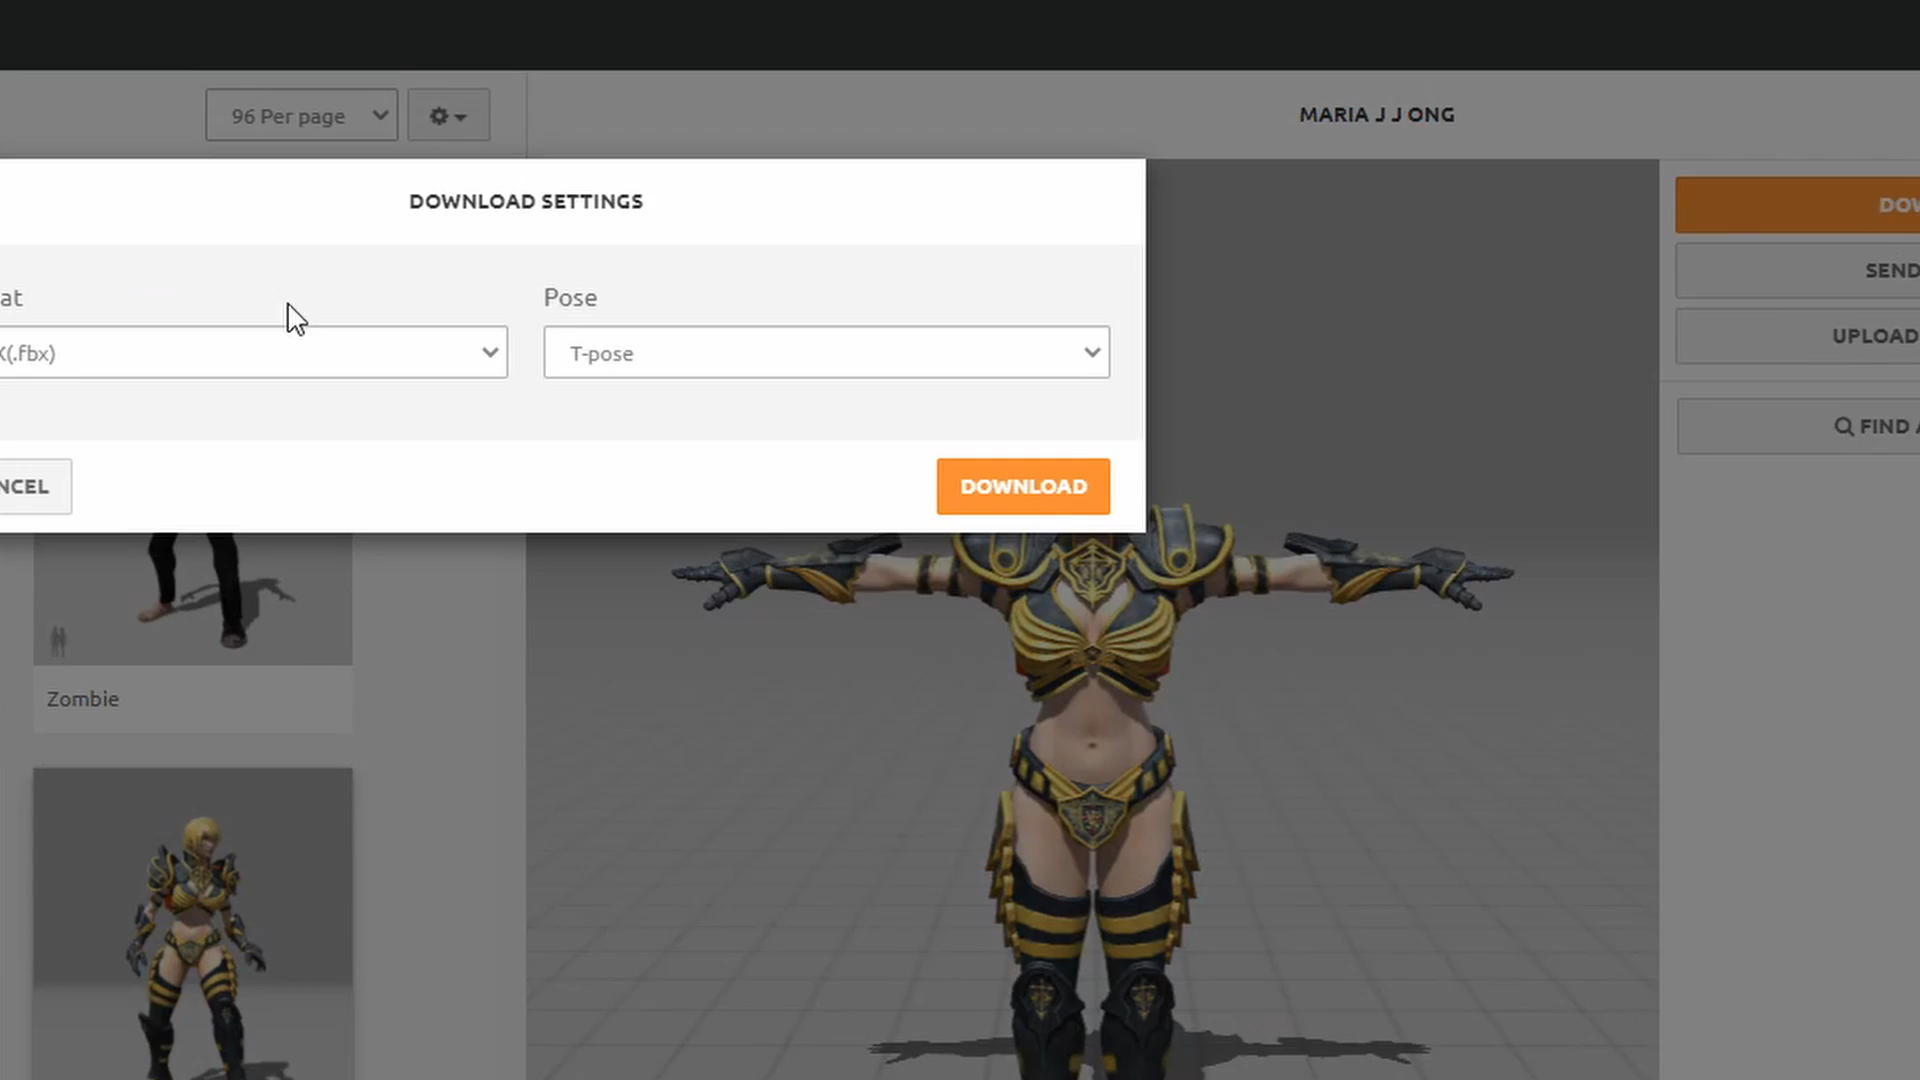 96 Per page
MARIA J J ONG
DOWNLOAD SETTINGS
at
Pose
(.fbx)
T-pose
NCEL
DOWNLOAD
DOW
SEND
UPLOAD
FIND A
Zombie